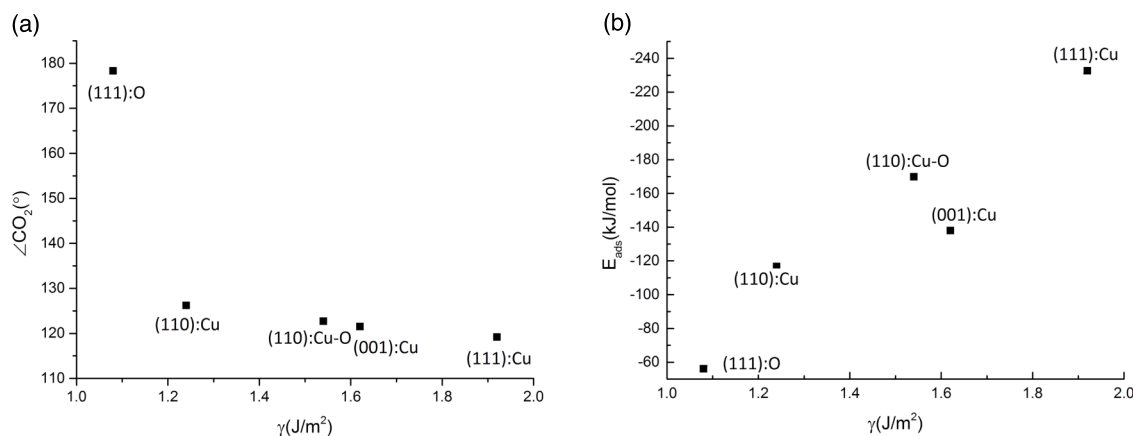 (a)
180
170
160
150
140
130
120
110
∠CO₂(°)
(111):O
(110):Cu
(110):Cu-O
(001):Cu
(111):Cu
1.0
1.2
1.4
1.6
1.8
2.0
γ(J/m²)
(b)
-240
-220
-200
-180
-160
-140
-120
-100
-80
-60
E_ads(kJ/mol)
(111):Cu
(110):Cu-O
(001):Cu
(110):Cu
(111):O
1.0
1.2
1.4
1.6
1.8
2.0
γ(J/m²)